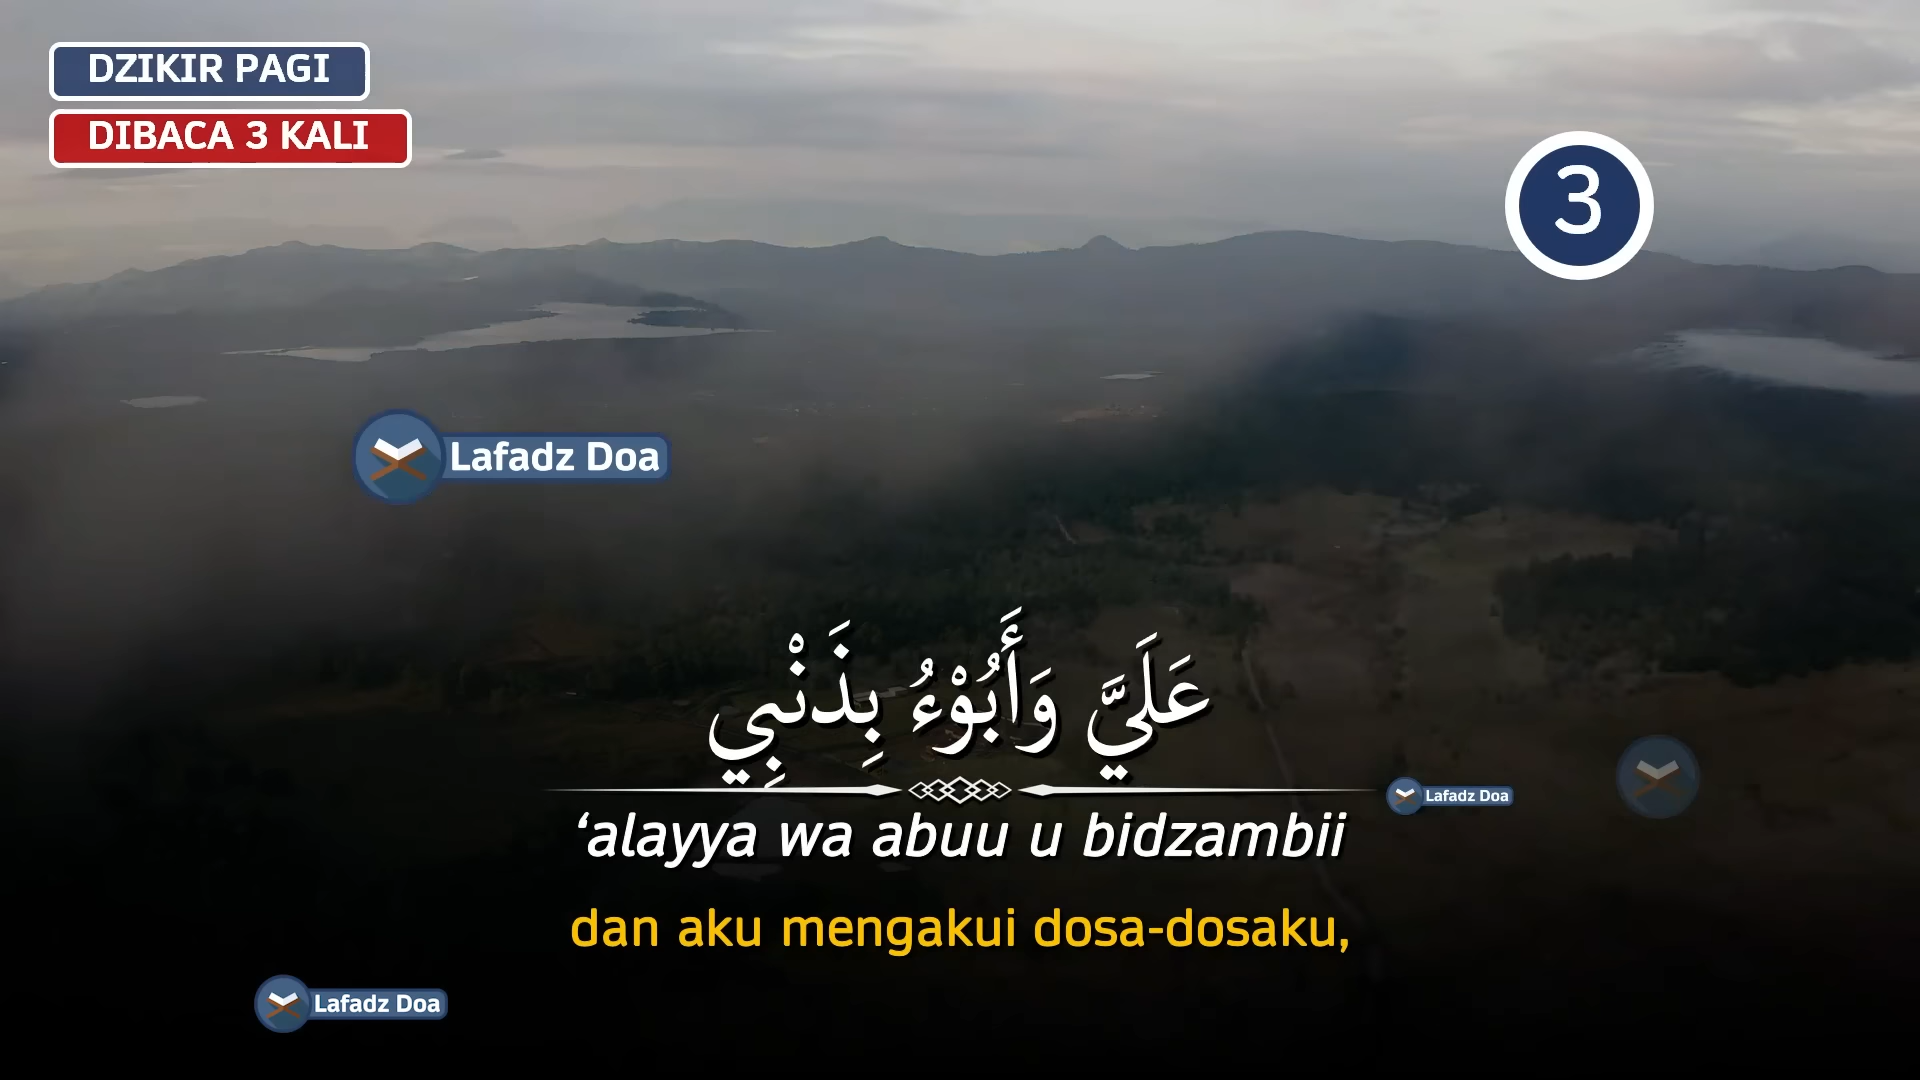 DZIKIR PAGI
DIBACA 3 KALI
3
Lafadz Doa
عَلَيَّ وَأَبُوْءُ بِذَنْبِي
Lafadz Doa
‘alayya wa abuu u bidzambii
dan aku mengakui dosa-dosaku,
Lafadz Doa